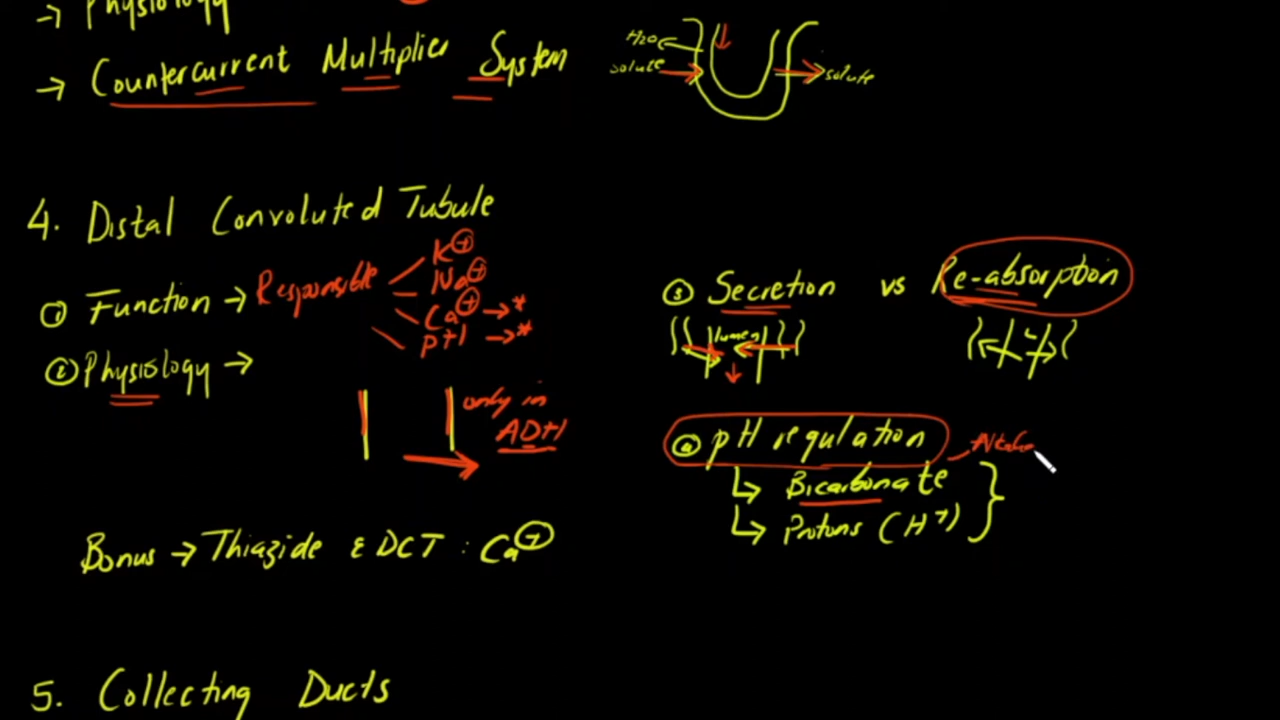 → Physiology
→ Countercurrent Multiplier System
H2O
solute
solute
4. Distal Convoluted Tubule
① Function → Responsible
K+
Na+
Ca+ → *
pH → *
② Physiology →
only in
ADH
Bonus → Thiazide & DCT : Ca+
③ Secretion vs Re-absorption
lumen
④ pH regulation
↳ Bicarbonate
↳ Protons (H+)
5. Collecting Ducts